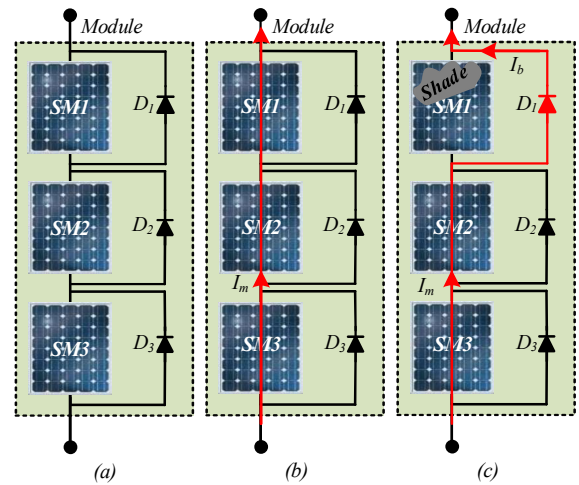 Module
SM1
D1
SM2
D2
SM3
D3
(a)
Module
SM1
D1
SM2
D2
Im
SM3
D3
(b)
Module
Ib
Shade
SM1
D1
SM2
D2
Im
SM3
D3
(c)